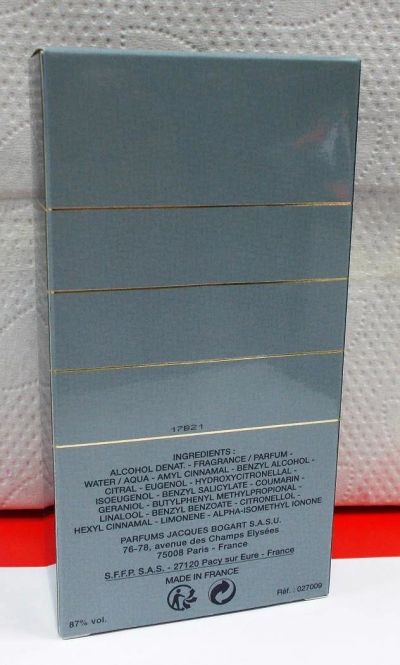 17821
INGREDIENTS :
ALCOHOL DENAT. - FRAGRANCE / PARFUM -
WATER / AQUA - AMYL CINNAMAL - BENZYL ALCOHOL -
CITRAL - EUGENOL - HYDROXYCITRONELLAL -
ISOEUGENOL - BENZYL SALICYLATE - COUMARIN -
GERANIOL - BUTYLPHENYL METHYLPROPIONAL -
LINALOOL - BENZYL BENZOATE - CITRONELLOL -
HEXYL CINNAMAL - LIMONENE - ALPHA-ISOMETHYL IONONE
PARFUMS JACQUES BOGART S.A.S.U.
76-78, avenue des Champs Elysées
75008 Paris - France
S.F.F.P. S.A.S. - 27120 Pacy sur Eure - France
MADE IN FRANCE
87% vol.
Réf. : 027009